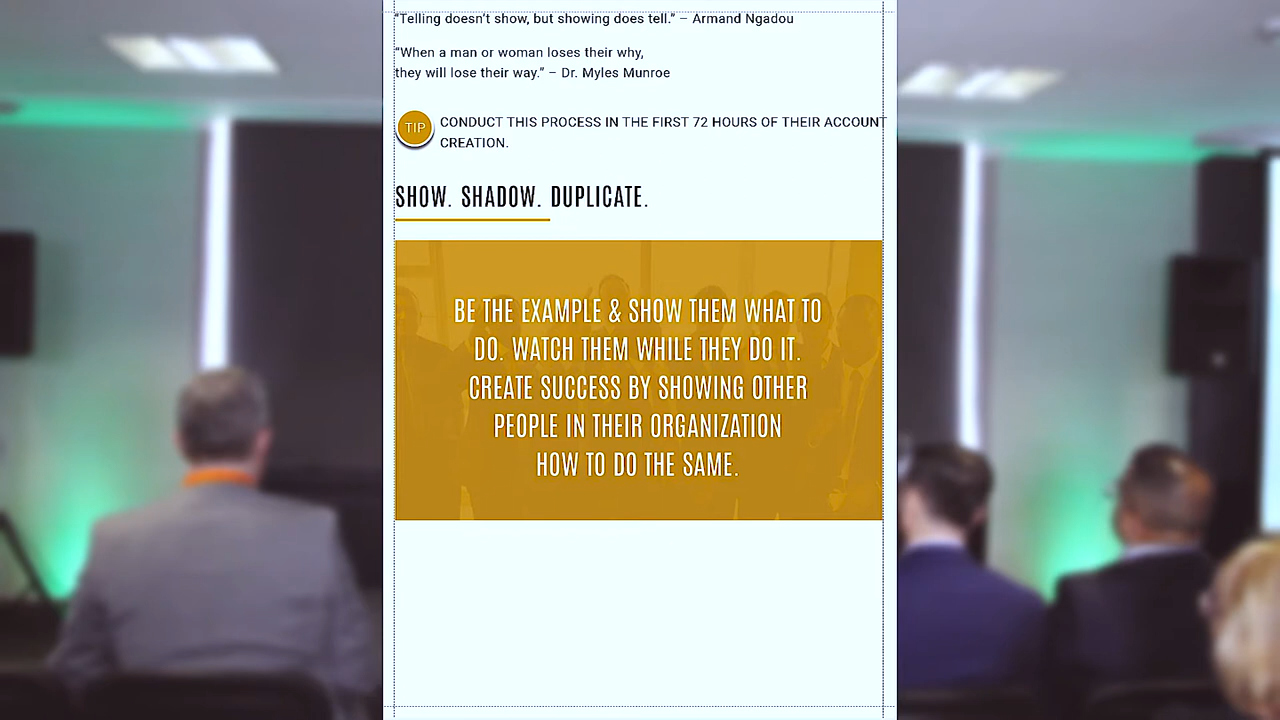 “Telling doesn’t show, but showing does tell.” – Armand Ngadou
“When a man or woman loses their why,
they will lose their way.” – Dr. Myles Munroe
TIP
CONDUCT THIS PROCESS IN THE FIRST 72 HOURS OF THEIR ACCOUNT
CREATION.
SHOW. SHADOW. DUPLICATE.
BE THE EXAMPLE & SHOW THEM WHAT TO
DO. WATCH THEM WHILE THEY DO IT.
CREATE SUCCESS BY SHOWING OTHER
PEOPLE IN THEIR ORGANIZATION
HOW TO DO THE SAME.